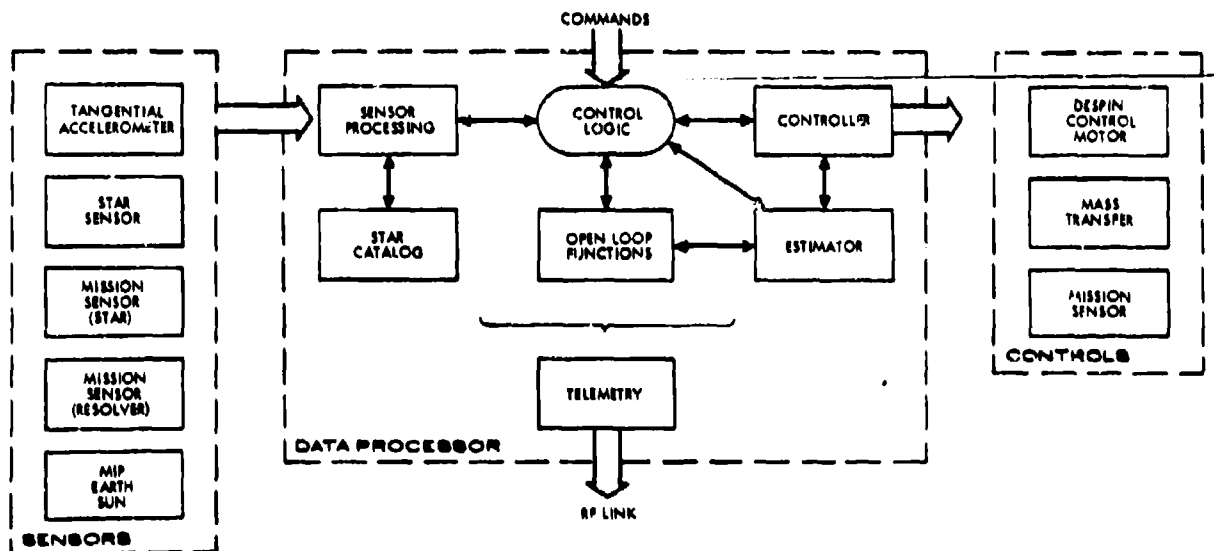 COMMANDS
TANGENTIAL
ACCELEROMETER
STAR
SENSOR
MISSION
SENSOR
(STAR)
MISSION
SENSOR
(RESOLVER)
MIP
EARTH
SUN
SENSORS
SENSOR
PROCESSING
CONTROL
LOGIC
CONTROLLER
STAR
CATALOG
OPEN LOOP
FUNCTIONS
ESTIMATOR
TELEMETRY
DATA PROCESSOR
RF LINK
DESPIN
CONTROL
MOTOR
MASS
TRANSFER
MISSION
SENSOR
CONTROLS